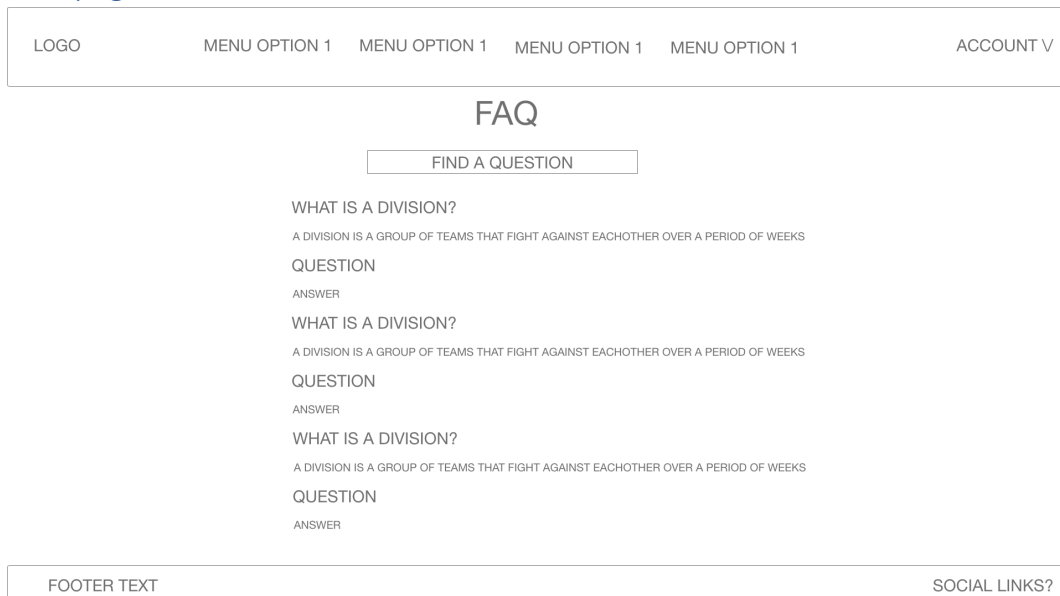 LOGO MENU OPTION 1 MENU OPTION 1 MENU OPTION 1 MENU OPTION 1 ACCOUNT V
FAQ
FIND A QUESTION
WHAT IS A DIVISION?
A DIVISION IS A GROUP OF TEAMS THAT FIGHT AGAINST EACHOTHER OVER A PERIOD OF WEEKS
QUESTION
ANSWER
WHAT IS A DIVISION?
A DIVISION IS A GROUP OF TEAMS THAT FIGHT AGAINST EACHOTHER OVER A PERIOD OF WEEKS
QUESTION
ANSWER
WHAT IS A DIVISION?
A DIVISION IS A GROUP OF TEAMS THAT FIGHT AGAINST EACHOTHER OVER A PERIOD OF WEEKS
QUESTION
ANSWER
FOOTER TEXT SOCIAL LINKS?